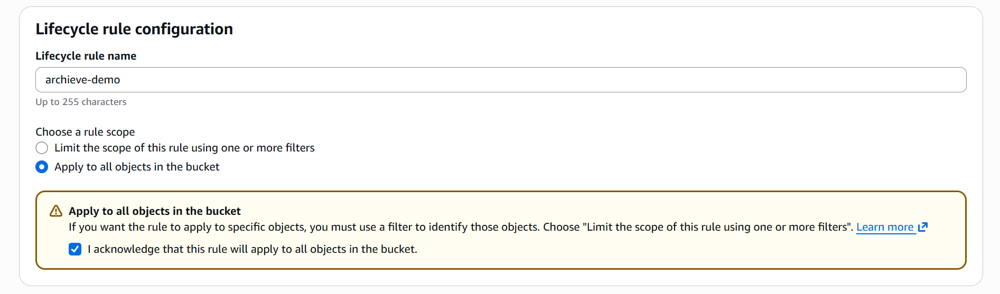 Lifecycle rule configuration
Lifecycle rule name
archieve-demo
Up to 255 characters
Choose a rule scope
Limit the scope of this rule using one or more filters
Apply to all objects in the bucket
Apply to all objects in the bucket
If you want the rule to apply to specific objects, you must use a filter to identify those objects. Choose "Limit the scope of this rule using one or more filters". Learn more
I acknowledge that this rule will apply to all objects in the bucket.